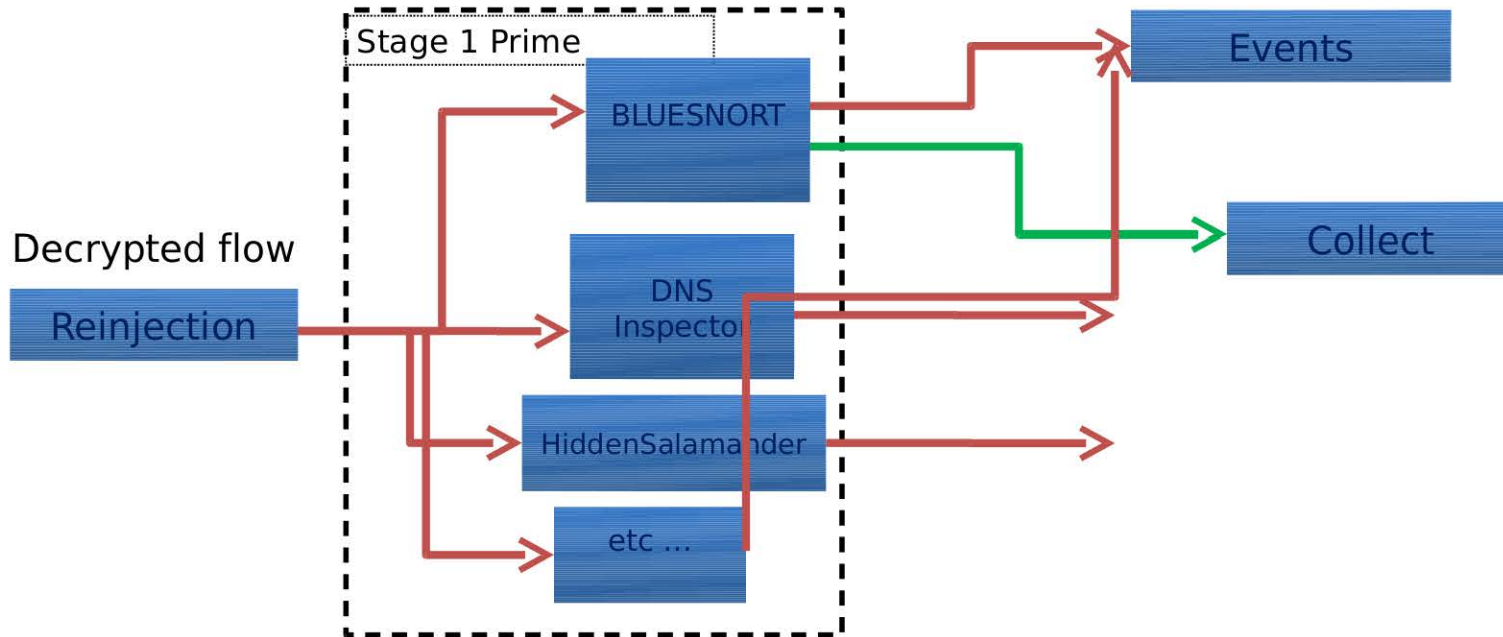 Stage 1 Prime
Events
BLUESNORT
Decrypted flow
Collect
DNS
Inspector
Reinjection
HiddenSalamander
etc ...